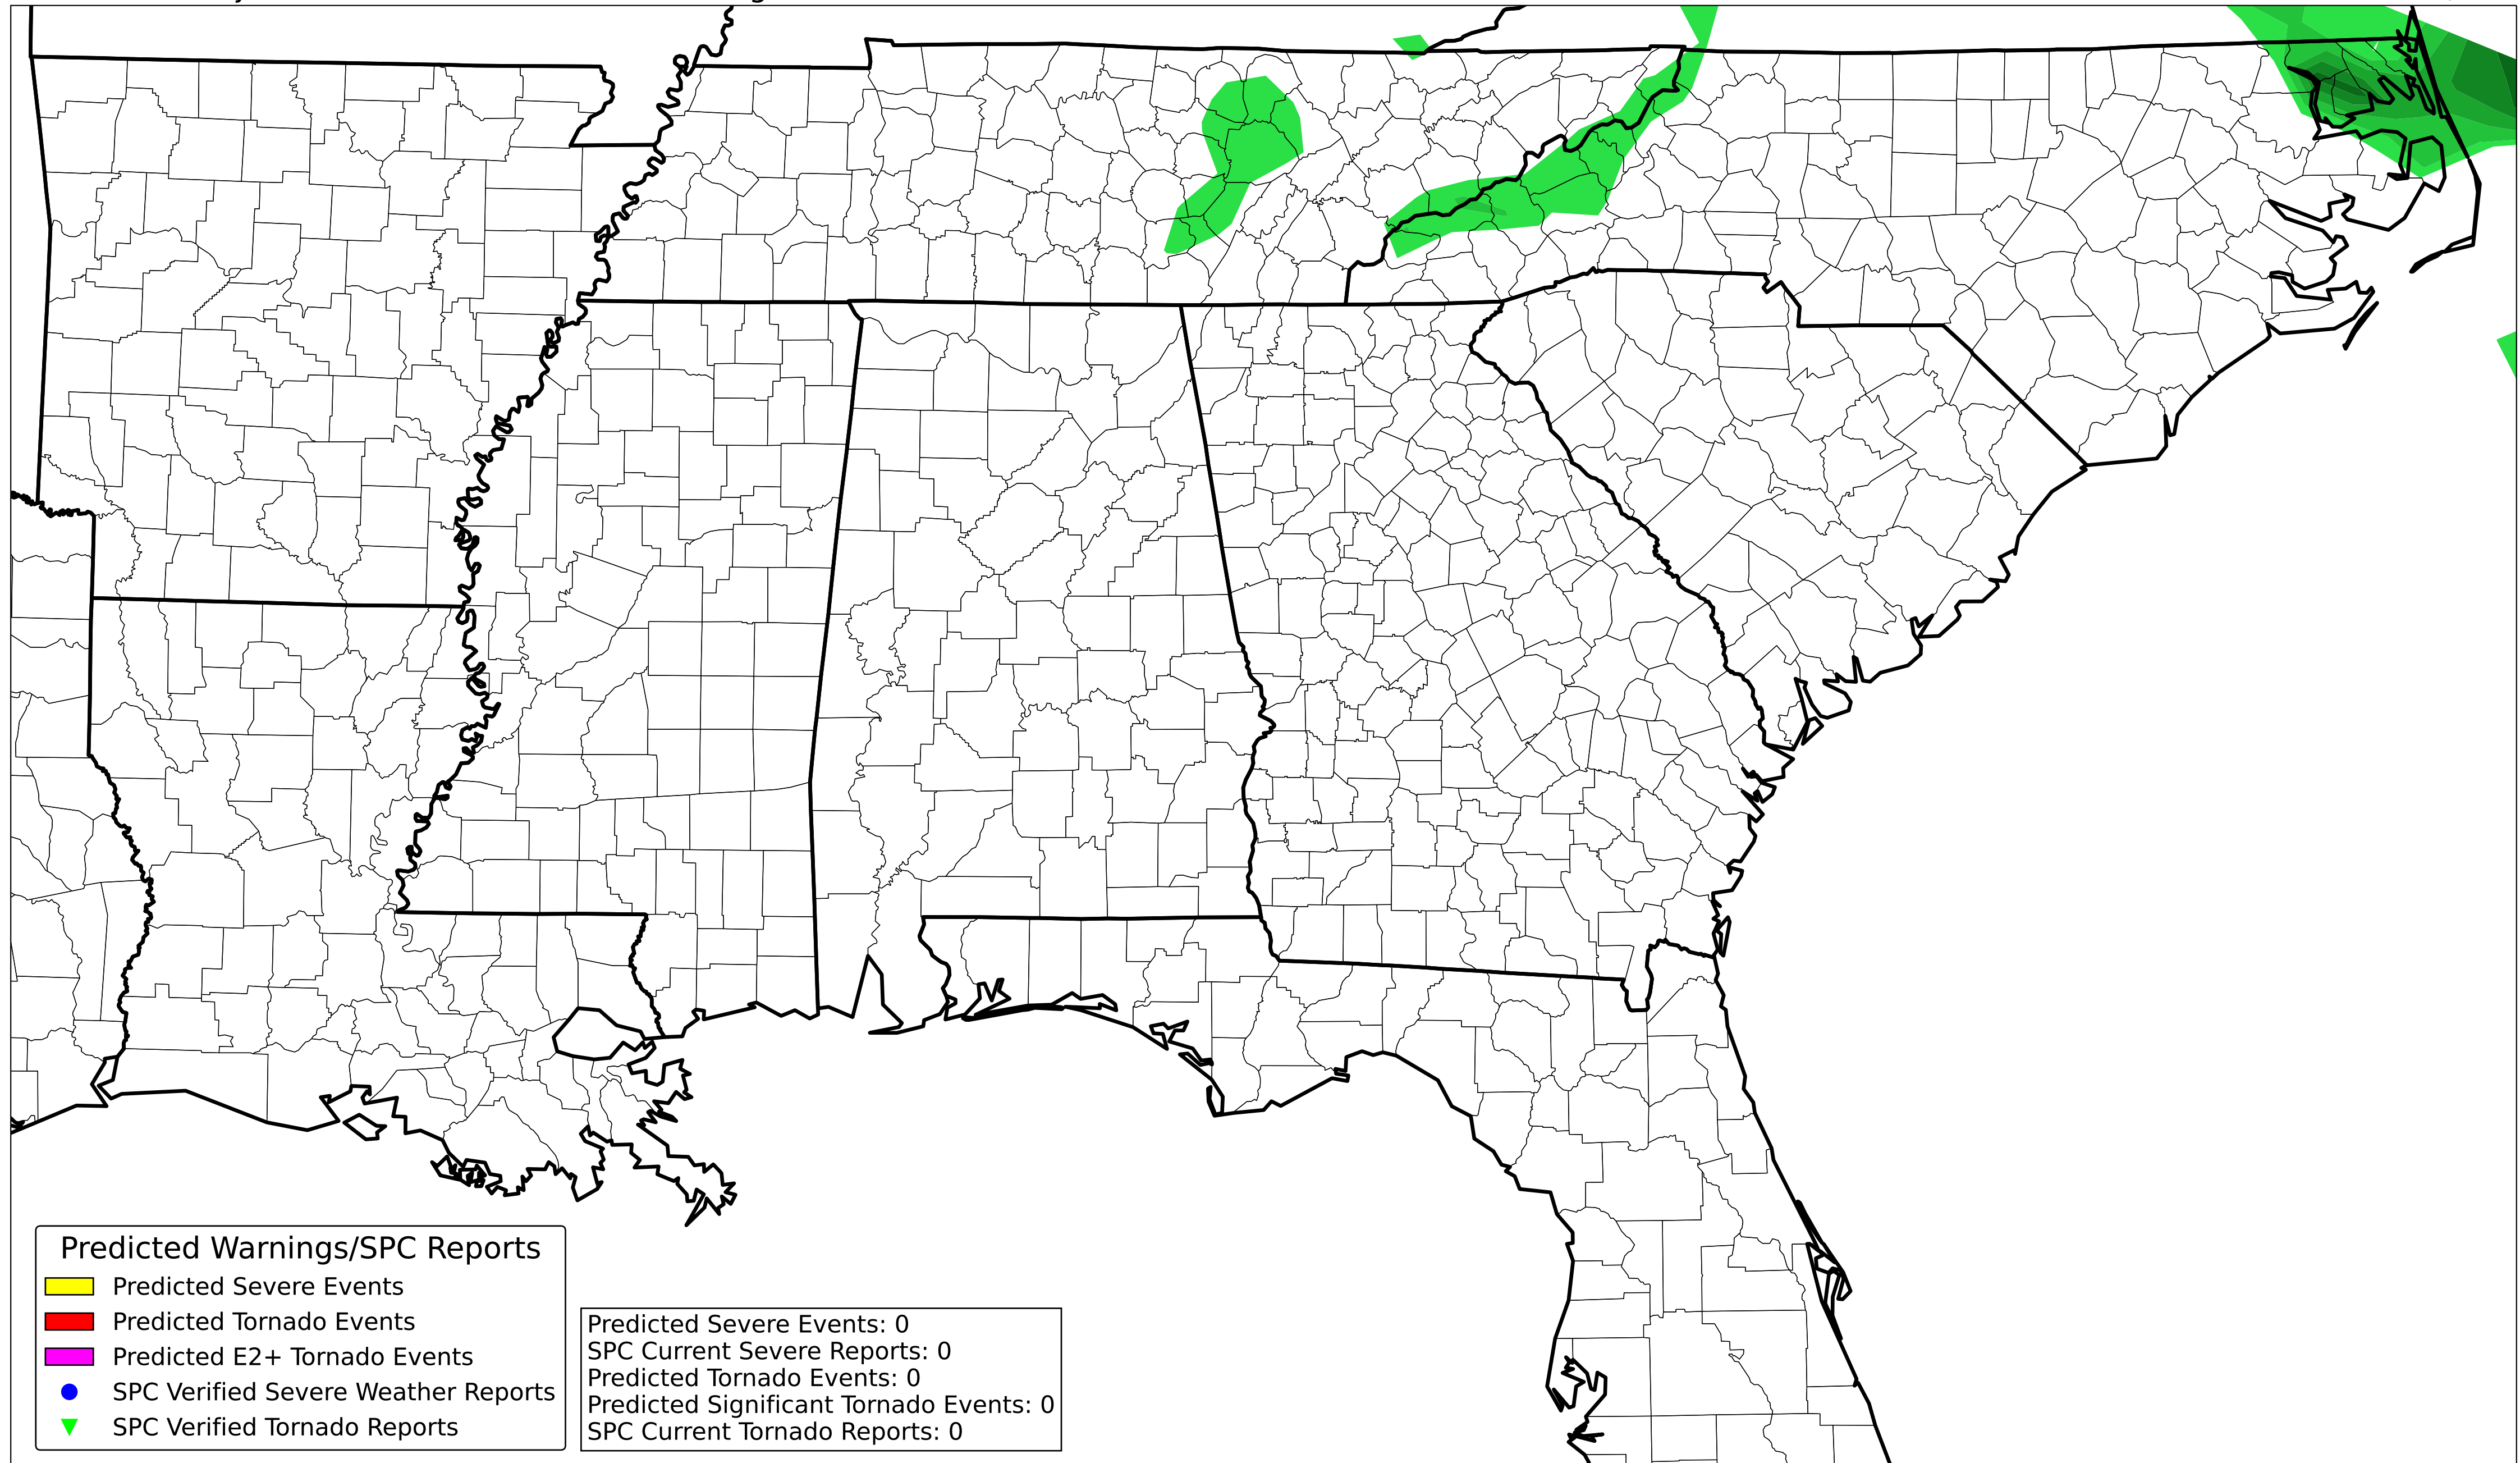 Predicted Warnings/SPC Reports
Predicted Severe Events
Predicted Tornado Events
Predicted E2+ Tornado Events
SPC Verified Severe Weather Reports
SPC Verified Tornado Reports
Predicted Severe Events: 0
SPC Current Severe Reports: 0
Predicted Tornado Events: 0
Predicted Significant Tornado Events: 0
SPC Current Tornado Reports: 0